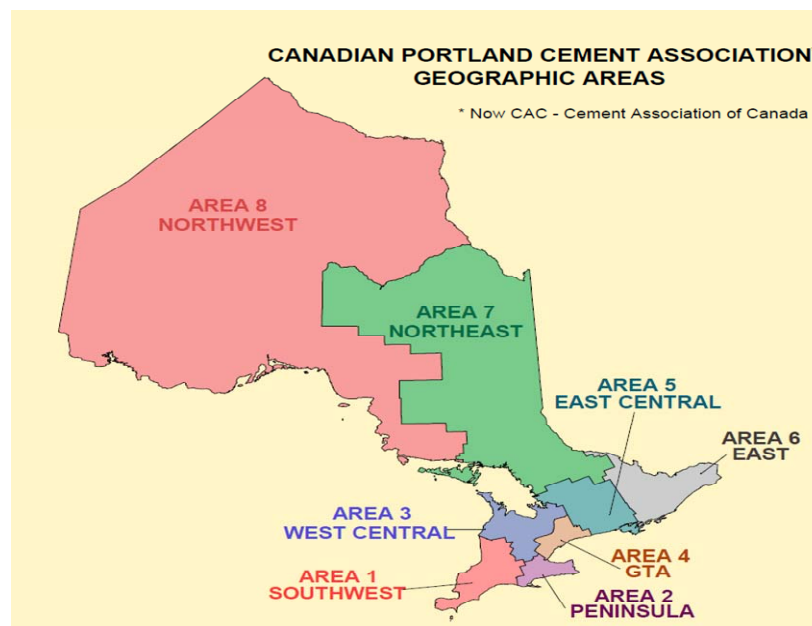 CANADIAN PORTLAND CEMENT ASSOCIATION
GEOGRAPHIC AREAS
* Now CAC - Cement Association of Canada
AREA 8
NORTHWEST
AREA 7
NORTHEAST
AREA 5
EAST CENTRAL
AREA 6
EAST
AREA 3
WEST CENTRAL
AREA 4
GTA
AREA 1
SOUTHWEST
AREA 2
PENINSULA